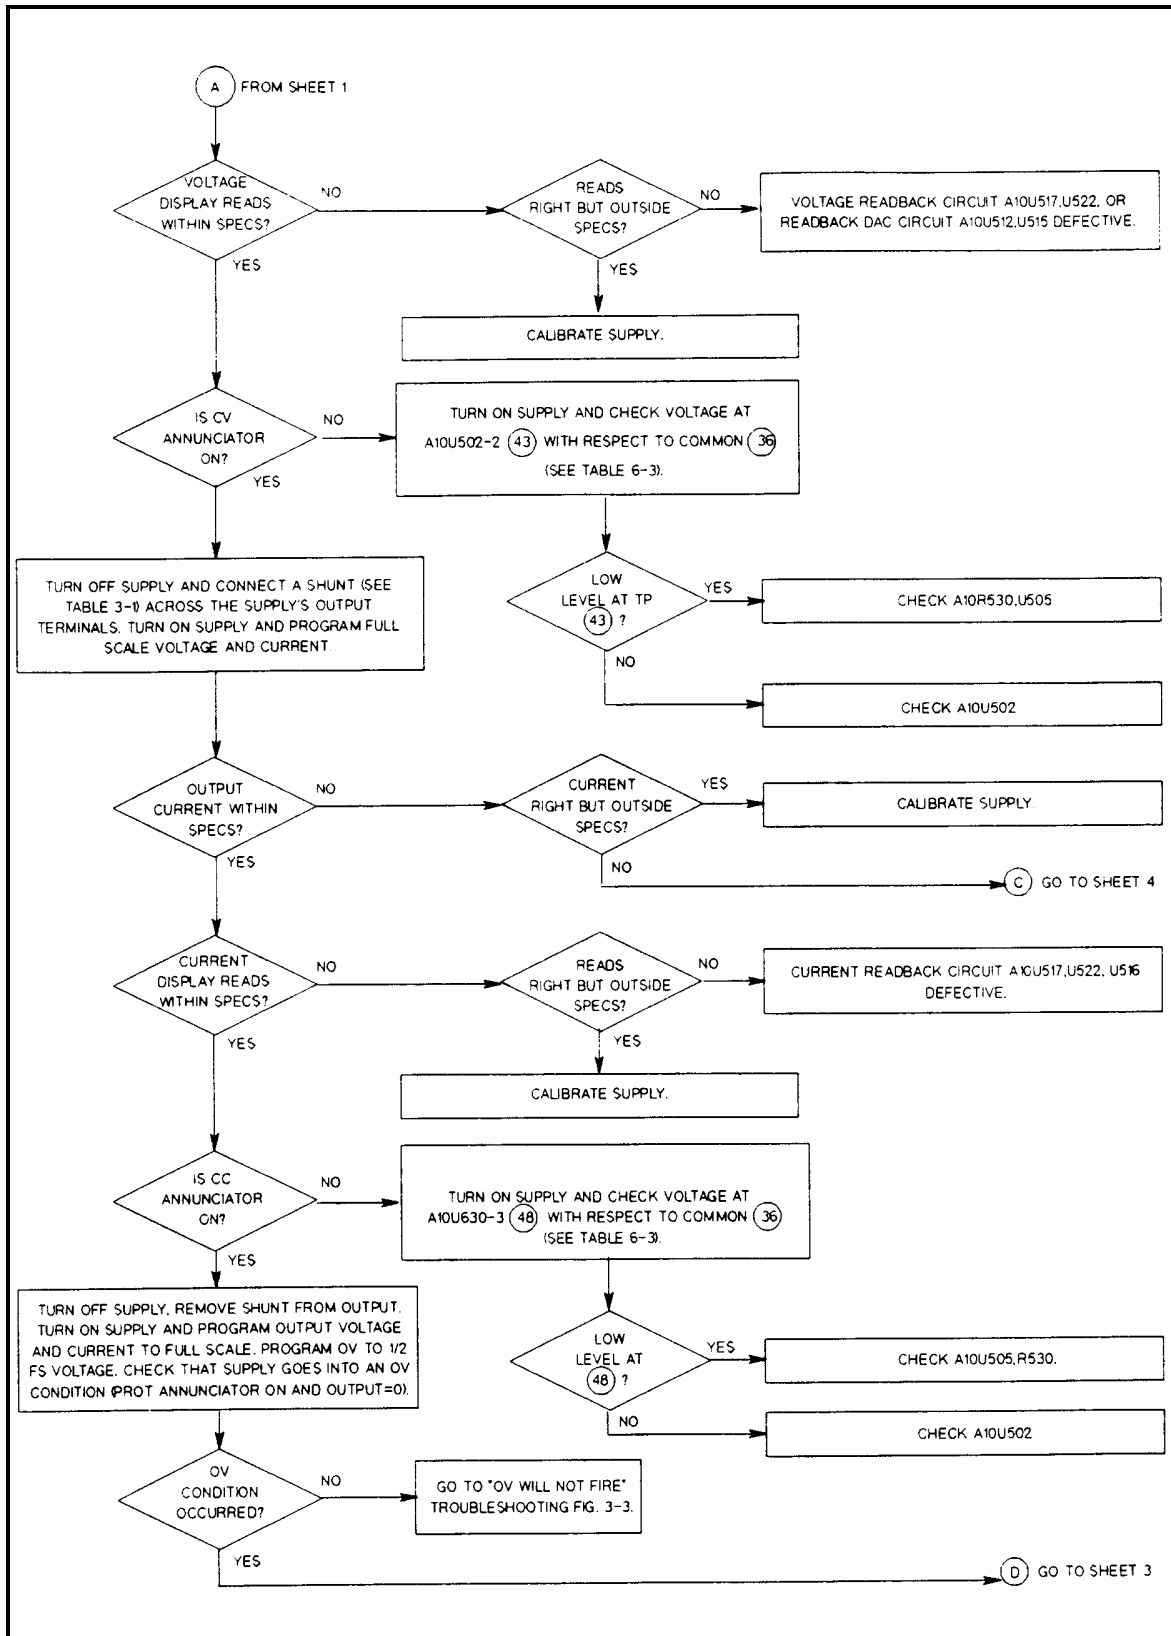 A FROM SHEET 1
VOLTAGE
DISPLAY READS
WITHIN SPECS?
NO
READS
RIGHT BUT OUTSIDE
SPECS?
NO
VOLTAGE READBACK CIRCUIT A10U517,U522, OR
READBACK DAC CIRCUIT A10U512,U515 DEFECTIVE.
YES
YES
CALIBRATE SUPPLY.
IS CV
ANNUNCIATOR
ON?
NO
YES
TURN ON SUPPLY AND CHECK VOLTAGE AT
A10U502-2 43 WITH RESPECT TO COMMON 36
(SEE TABLE 6-3).
TURN OFF SUPPLY AND CONNECT A SHUNT (SEE
TABLE 3-1) ACROSS THE SUPPLY'S OUTPUT
TERMINALS. TURN ON SUPPLY AND PROGRAM FULL
SCALE VOLTAGE AND CURRENT.
LOW
LEVEL AT TP
43 ?
YES
CHECK A10R530,U505
NO
CHECK A10U502
OUTPUT
CURRENT WITHIN
SPECS?
NO
CURRENT
RIGHT BUT OUTSIDE
SPECS?
YES
CALIBRATE SUPPLY.
YES
NO
C GO TO SHEET 4
CURRENT
DISPLAY READS
WITHIN SPECS?
NO
READS
RIGHT BUT OUTSIDE
SPECS?
NO
CURRENT READBACK CIRCUIT A10U517,U522, U516
DEFECTIVE.
YES
YES
CALIBRATE SUPPLY.
IS CC
ANNUNCIATOR
ON?
NO
YES
TURN ON SUPPLY AND CHECK VOLTAGE AT
A10U630-3 48 WITH RESPECT TO COMMON 36
(SEE TABLE 6-3).
TURN OFF SUPPLY, REMOVE SHUNT FROM OUTPUT.
TURN ON SUPPLY AND PROGRAM OUTPUT VOLTAGE
AND CURRENT TO FULL SCALE. PROGRAM OV TO 1/2
FS VOLTAGE. CHECK THAT SUPPLY GOES INTO AN OV
CONDITION (PROT ANNUNCIATOR ON AND OUTPUT=0).
LOW
LEVEL AT
48 ?
YES
CHECK A10U505,R530.
NO
CHECK A10U502
OV
CONDITION
OCCURRED?
NO
GO TO "OV WILL NOT FIRE"
TROUBLESHOOTING FIG. 3-3.
YES
D GO TO SHEET 3